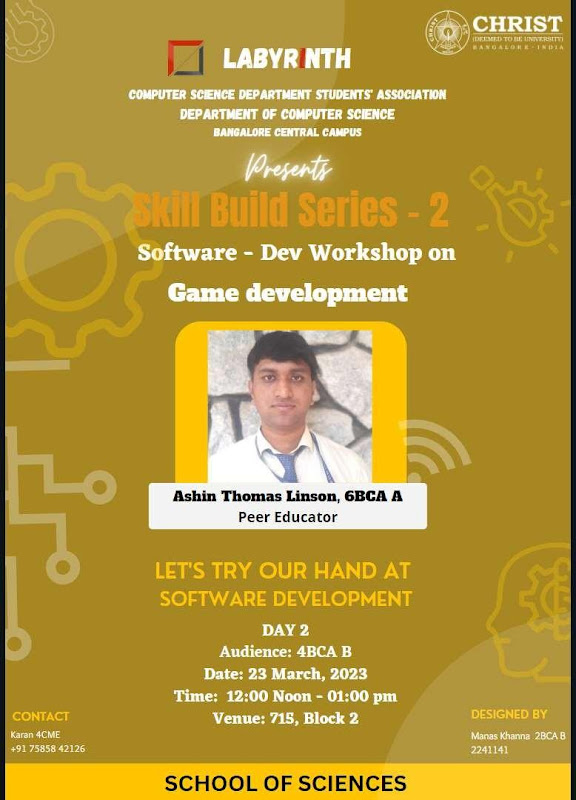 CHRIST
(DEEMED TO BE UNIVERSITY)
BANGALORE · INDIA
LABYRINTH
COMPUTER SCIENCE DEPARTMENT STUDENTS' ASSOCIATION
DEPARTMENT OF COMPUTER SCIENCE
BANGALORE CENTRAL CAMPUS
Presents
Skill Build Series - 2
Software - Dev Workshop on
Game development
Ashin Thomas Linson, 6BCA A
Peer Educator
LET'S TRY OUR HAND AT
SOFTWARE DEVELOPMENT
DAY 2
Audience: 4BCA B
Date: 23 March, 2023
Time: 12:00 Noon - 01:00 pm
Venue: 715, Block 2
CONTACT
Karan 4CME
+91 75858 42126
DESIGNED BY
Manas Khanna 2BCA B
2241141
SCHOOL OF SCIENCES